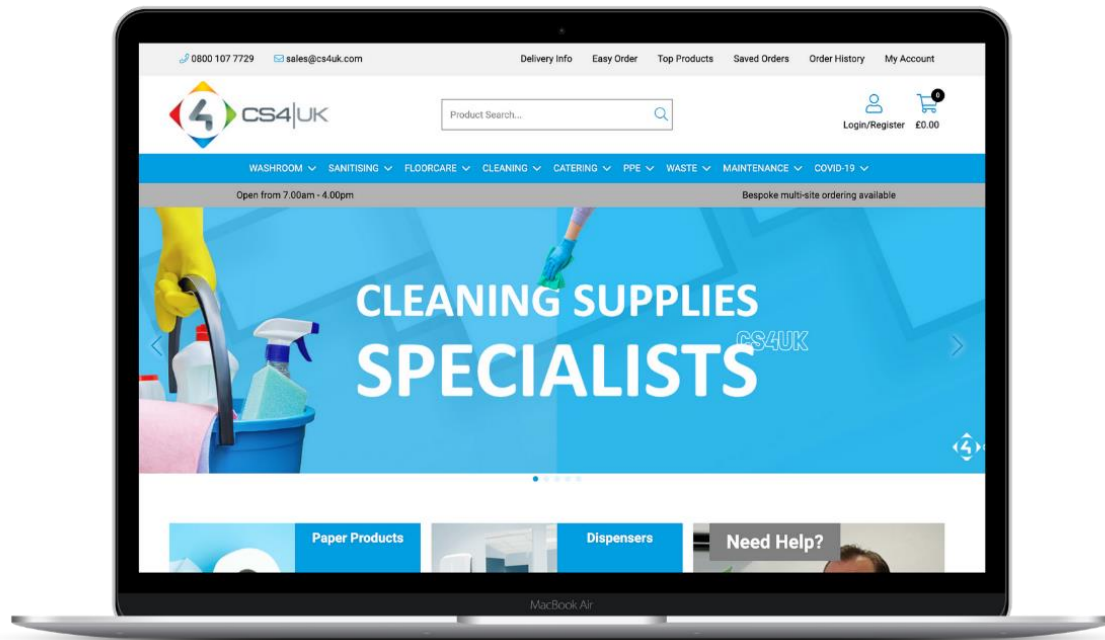 0800 107 7729 sales@cs4uk.com Delivery Info Easy Order Top Products Saved Orders Order History My Account
4 CS4|UK Product Search... 0
Login/Register £0.00
WASHROOM SANITISING FLOORCARE CLEANING CATERING PPE WASTE MAINTENANCE COVID-19
Open from 7.00am - 4.00pm Bespoke multi-site ordering available
CLEANING SUPPLIES
CS4UK
SPECIALISTS
4
Paper Products Dispensers Need Help?
MacBook Air